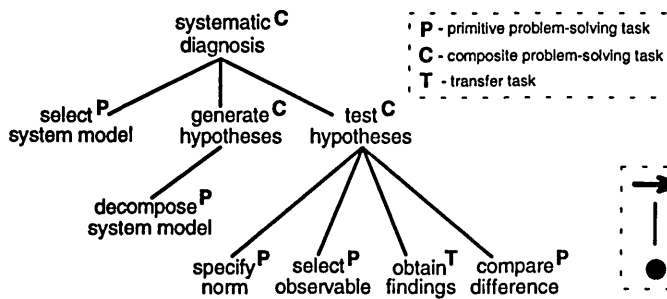 systematic C
diagnosis
P - primitive problem-solving task
C - composite problem-solving task
T - transfer task
select P
system model
generate C
hypotheses
test C
hypotheses
decompose P
system model
specify P
norm
select P
observable
obtain T
findings
compare P
difference